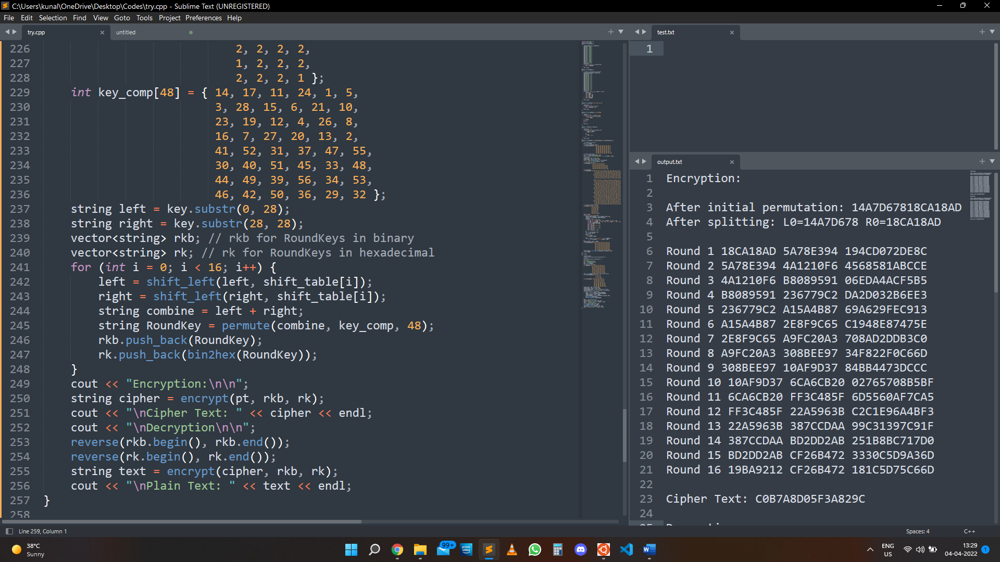 C:\Users\kunal\OneDrive\Desktop\Codes\try.cpp - Sublime Text (UNREGISTERED)
File Edit Selection Find View Goto Tools Project Preferences Help
try.cpp
untitled
226 2, 2, 2, 2,
227 1, 2, 2, 2,
228 2, 2, 2, 1 };
229 int key_comp[48] = { 14, 17, 11, 24, 1, 5,
230 3, 28, 15, 6, 21, 10,
231 23, 19, 12, 4, 26, 8,
232 16, 7, 27, 20, 13, 2,
233 41, 52, 31, 37, 47, 55,
234 30, 40, 51, 45, 33, 48,
235 44, 49, 39, 56, 34, 53,
236 46, 42, 50, 36, 29, 32 };
237 string left = key.substr(0, 28);
238 string right = key.substr(28, 28);
239 vector<string> rkb; // rkb for RoundKeys in binary
240 vector<string> rk; // rk for RoundKeys in hexadecimal
241 for (int i = 0; i < 16; i++) {
242 left = shift_left(left, shift_table[i]);
243 right = shift_left(right, shift_table[i]);
244 string combine = left + right;
245 string RoundKey = permute(combine, key_comp, 48);
246 rkb.push_back(RoundKey);
247 rk.push_back(bin2hex(RoundKey));
248 }
249 cout << "Encryption:\n\n";
250 string cipher = encrypt(pt, rkb, rk);
251 cout << "\nCipher Text: " << cipher << endl;
252 cout << "\nDecryption\n\n";
253 reverse(rkb.begin(), rkb.end());
254 reverse(rk.begin(), rk.end());
255 string text = encrypt(cipher, rkb, rk);
256 cout << "\nPlain Text: " << text << endl;
257 }
258
test.txt
1
output.txt
1 Encryption:
2
3 After initial permutation: 14A7D67818CA18AD
4 After splitting: L0=14A7D678 R0=18CA18AD
5
6 Round 1 18CA18AD 5A78E394 194CD072DE8C
7 Round 2 5A78E394 4A1210F6 4568581ABCCE
8 Round 3 4A1210F6 B8089591 06EDA4ACF5B5
9 Round 4 B8089591 236779C2 DA2D032B6EE3
10 Round 5 236779C2 A15A4B87 69A629FEC913
11 Round 6 A15A4B87 2E8F9C65 C1948E87475E
12 Round 7 2E8F9C65 A9FC20A3 708AD2DDB3C0
13 Round 8 A9FC20A3 308BEE97 34F822F0C66D
14 Round 9 308BEE97 10AF9D37 84BB4473DCCC
15 Round 10 10AF9D37 6CA6CB20 02765708B5BF
16 Round 11 6CA6CB20 FF3C485F 6D5560AF7CA5
17 Round 12 FF3C485F 22A5963B C2C1E96A4BF3
18 Round 13 22A5963B 387CCDAA 99C31397C91F
19 Round 14 387CCDAA BD2DD2AB 251B8BC717D0
20 Round 15 BD2DD2AB CF26B472 3330C5D9A36D
21 Round 16 19BA9212 CF26B472 181C5D75C66D
22
23 Cipher Text: C0B7A8D05F3A829C
24
Line 259, Column 1
Spaces: 4
C++
38°C
Sunny
99+
prime video
ENG
US
13:29
04-04-2022
1